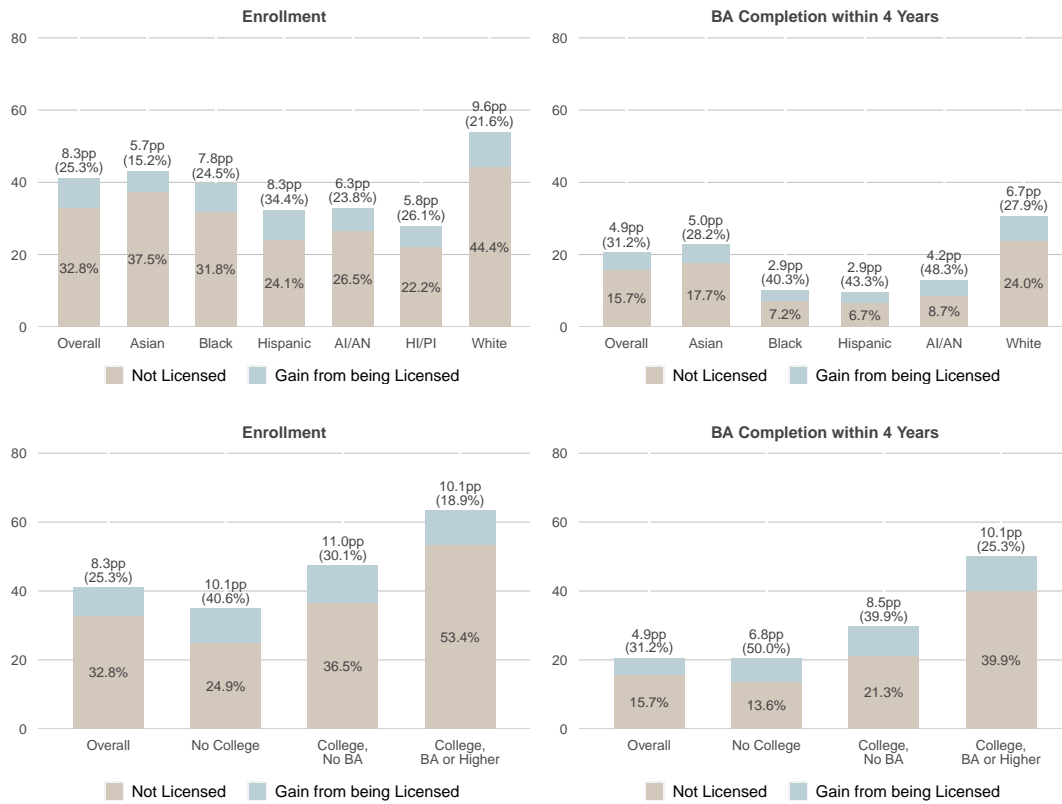 Enrollment
80
60
40
20
0
8.3pp
(25.3%)
32.8%
5.7pp
(15.2%)
37.5%
7.8pp
(24.5%)
31.8%
8.3pp
(34.4%)
24.1%
6.3pp
(23.8%)
26.5%
5.8pp
(26.1%)
22.2%
9.6pp
(21.6%)
44.4%
Overall Asian Black Hispanic AI/AN HI/PI White
Not Licensed Gain from being Licensed
BA Completion within 4 Years
80
60
40
20
0
4.9pp
(31.2%)
15.7%
5.0pp
(28.2%)
17.7%
2.9pp
(40.3%)
7.2%
2.9pp
(43.3%)
6.7%
4.2pp
(48.3%)
8.7%
6.7pp
(27.9%)
24.0%
Overall Asian Black Hispanic AI/AN White
Not Licensed Gain from being Licensed
Enrollment
80
60
40
20
0
8.3pp
(25.3%)
32.8%
10.1pp
(40.6%)
24.9%
11.0pp
(30.1%)
36.5%
10.1pp
(18.9%)
53.4%
Overall No College College, College,
No BA BA or Higher
Not Licensed Gain from being Licensed
BA Completion within 4 Years
80
60
40
20
0
4.9pp
(31.2%)
15.7%
6.8pp
(50.0%)
13.6%
8.5pp
(39.9%)
21.3%
10.1pp
(25.3%)
39.9%
Overall No College College, College,
No BA BA or Higher
Not Licensed Gain from being Licensed